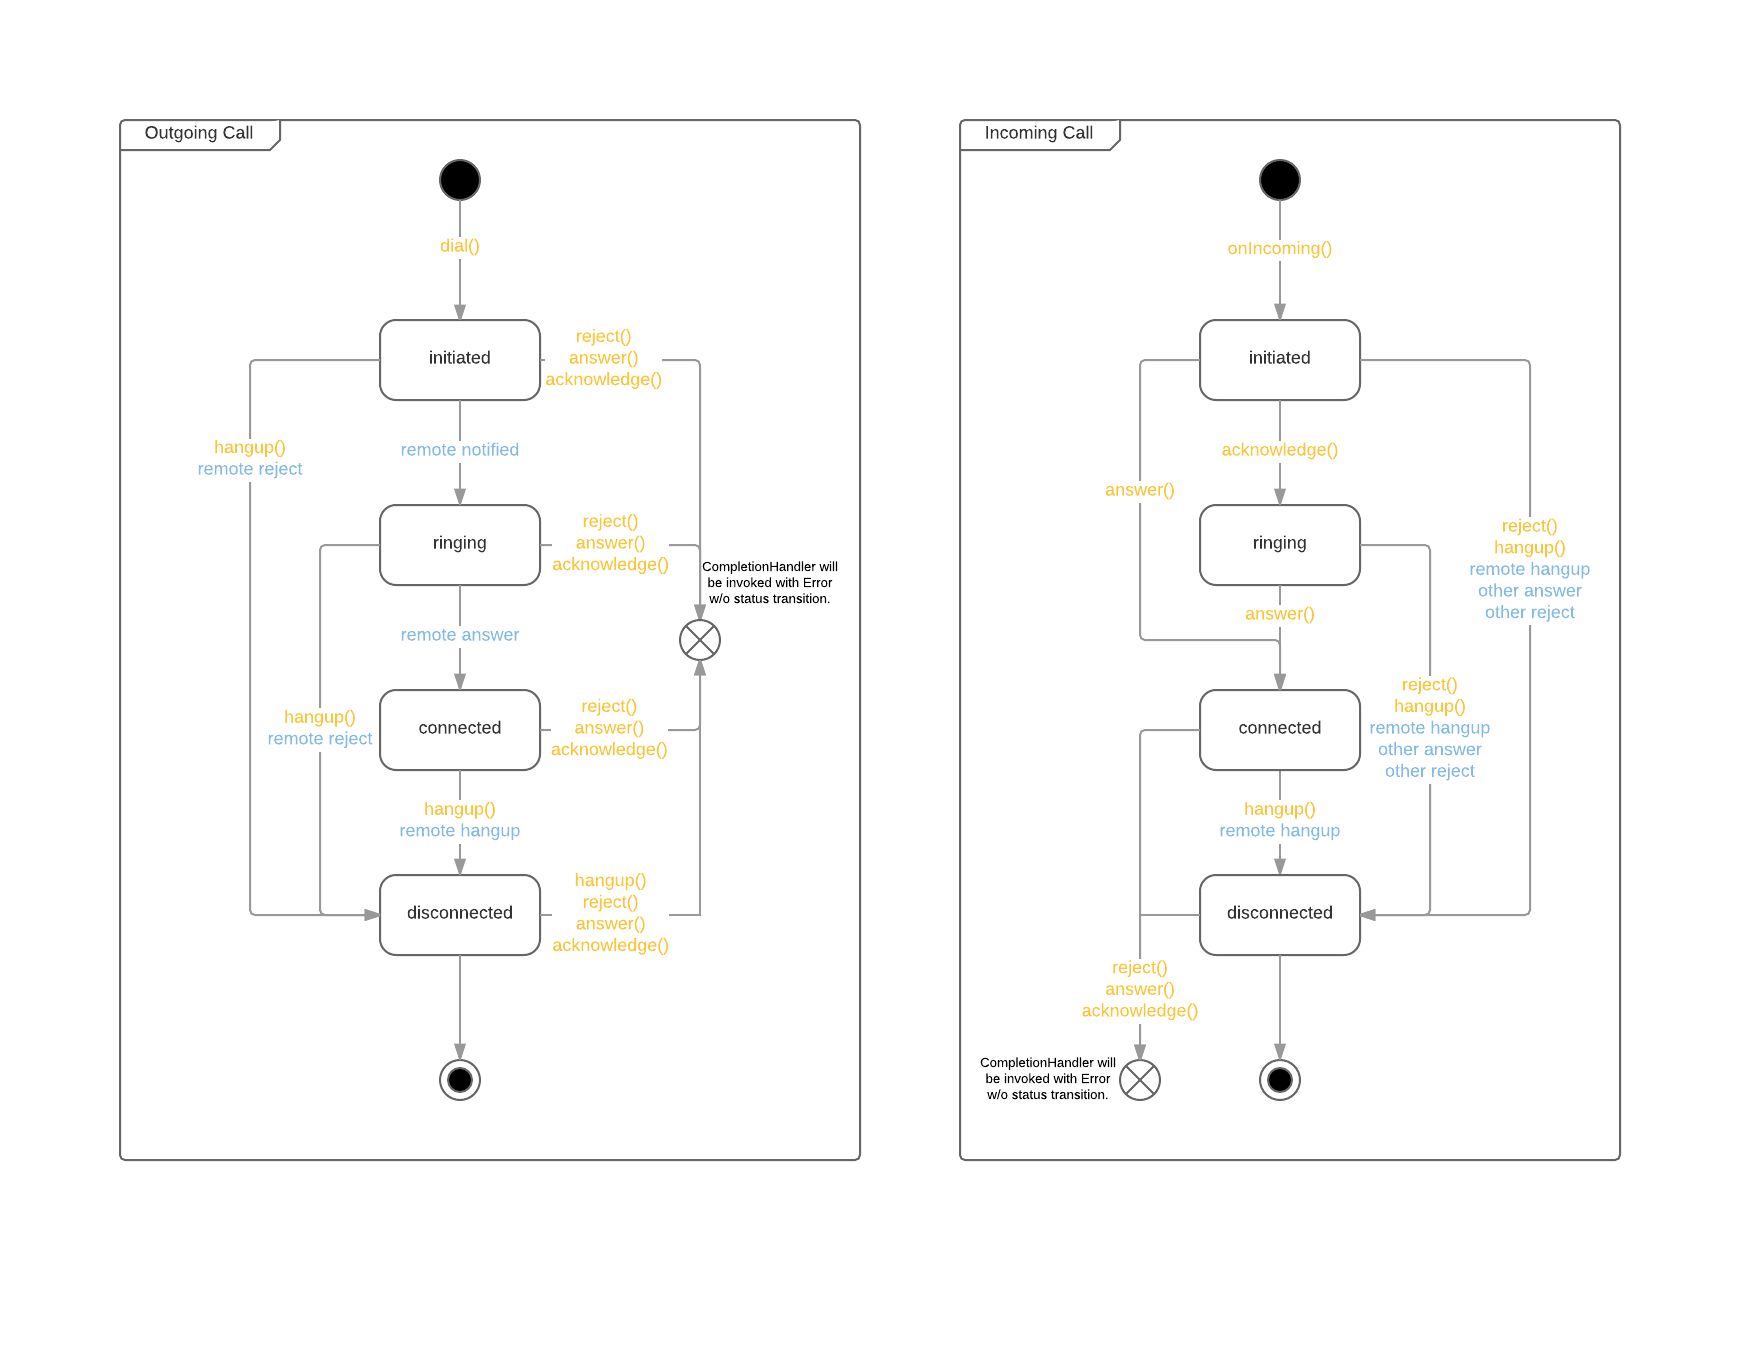 Outgoing Call
dial()
initiated
reject()
answer()
acknowledge()
hangup()
remote reject
remote notified
ringing
reject()
answer()
acknowledge()
CompletionHandler will
be invoked with Error
w/o status transition.
remote answer
hangup()
remote reject
connected
reject()
answer()
acknowledge()
hangup()
remote hangup
disconnected
hangup()
reject()
answer()
acknowledge()
Incoming Call
onIncoming()
initiated
acknowledge()
answer()
ringing
reject()
hangup()
remote hangup
other answer
other reject
answer()
connected
reject()
hangup()
remote hangup
other answer
other reject
hangup()
remote hangup
disconnected
reject()
answer()
acknowledge()
CompletionHandler will
be invoked with Error
w/o status transition.